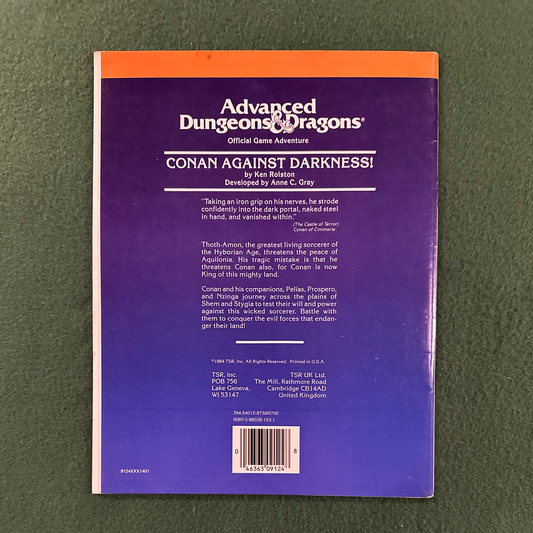 Advanced
Dungeons & Dragons®
Official Game Adventure
CONAN AGAINST DARKNESS!
by Ken Rolston
Developed by Anne C. Gray
"Taking an iron grip on his nerves, he strode
confidently into the dark portal, naked steel
in hand, and vanished within."
(The Castle of Terror)
Conan of Cimmeria
Thoth-Amon, the greatest living sorcerer of
the Hyborian Age, threatens the peace of
Aquilonia. His tragic mistake is that he
threatens Conan also, for Conan is now
King of this mighty land.
Conan and his companions, Pelias, Prospero,
and Nzinga journey across the plains of
Shem and Stygia to test their will and power
against this wicked sorcerer. Battle with
them to conquer the evil forces that endan-
ger their land!
©1984 TSR, Inc. All Rights Reserved. Printed in U.S.A.
TSR, Inc. TSR UK Ltd.
POB 756 The Mill, Rathmore Road
Lake Geneva, Cambridge CB14AD
WI 53147 United Kingdom
394-54015-8TSR0700
ISBN 0-88038-153-1
0 46363 09124 8
9124XXX1401